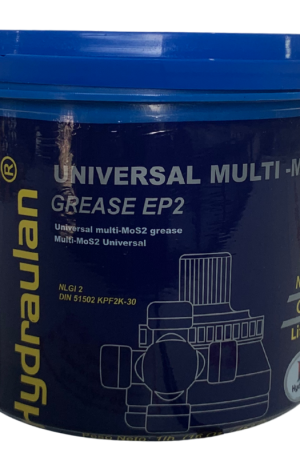 Hydraulan®
UNIVERSAL MULTI -M
GREASE EP2
Universal multi-MoS2 grease
Multi-MoS2 Universal
NLGI 2
DIN 51502 KPF2K-30